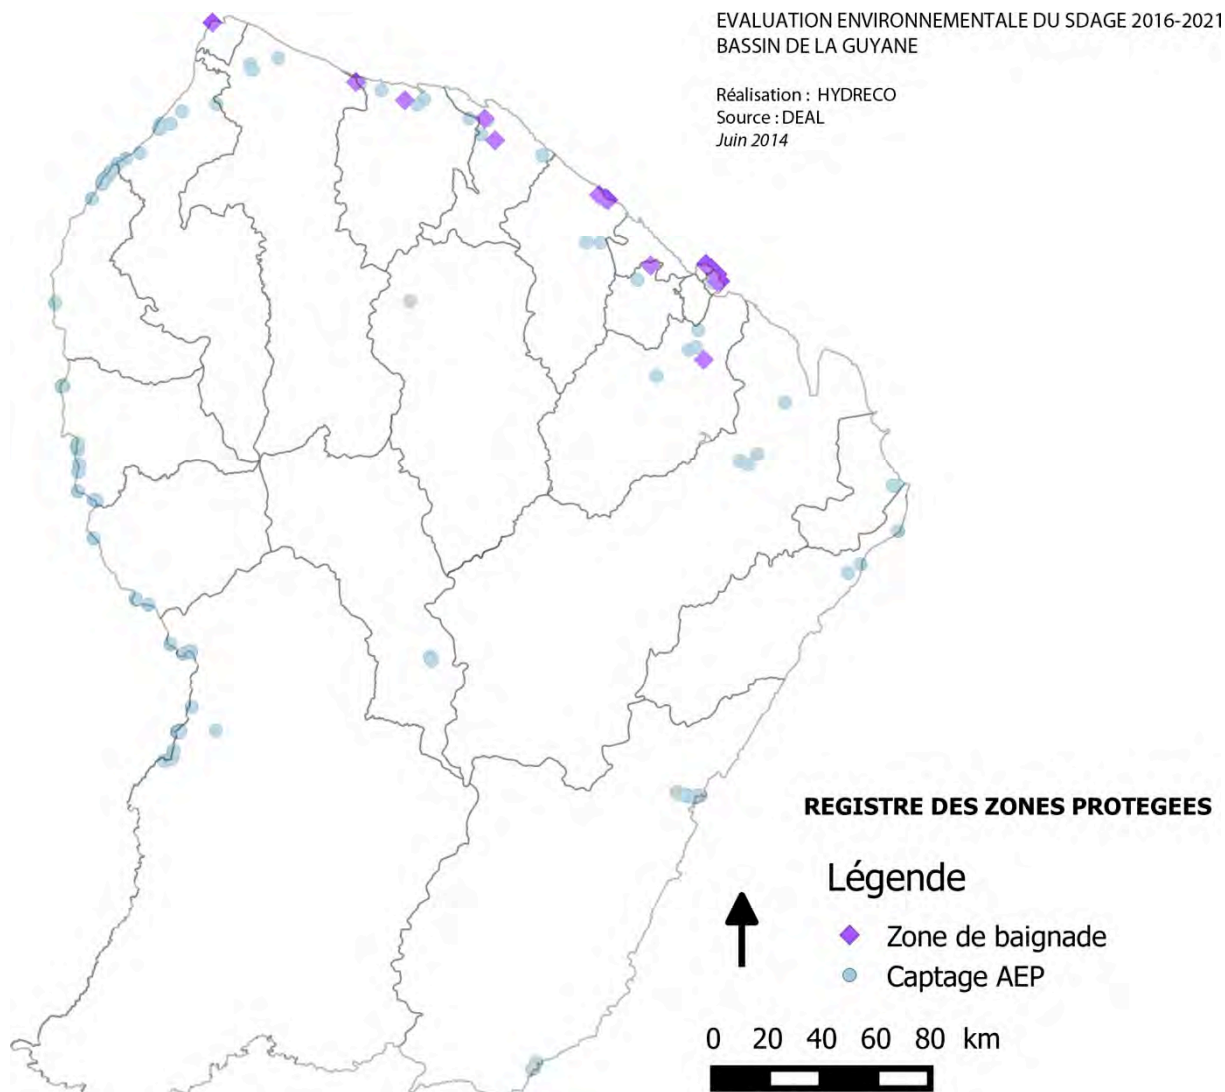 EVALUATION ENVIRONNEMENTALE DU SDAGE 2016-2021
BASSIN DE LA GUYANE
Réalisation : HYDRECO
Source : DEAL
Juin 2014
REGISTRE DES ZONES PROTEGEES
Légende
Zone de baignade
Captage AEP
0 20 40 60 80 km